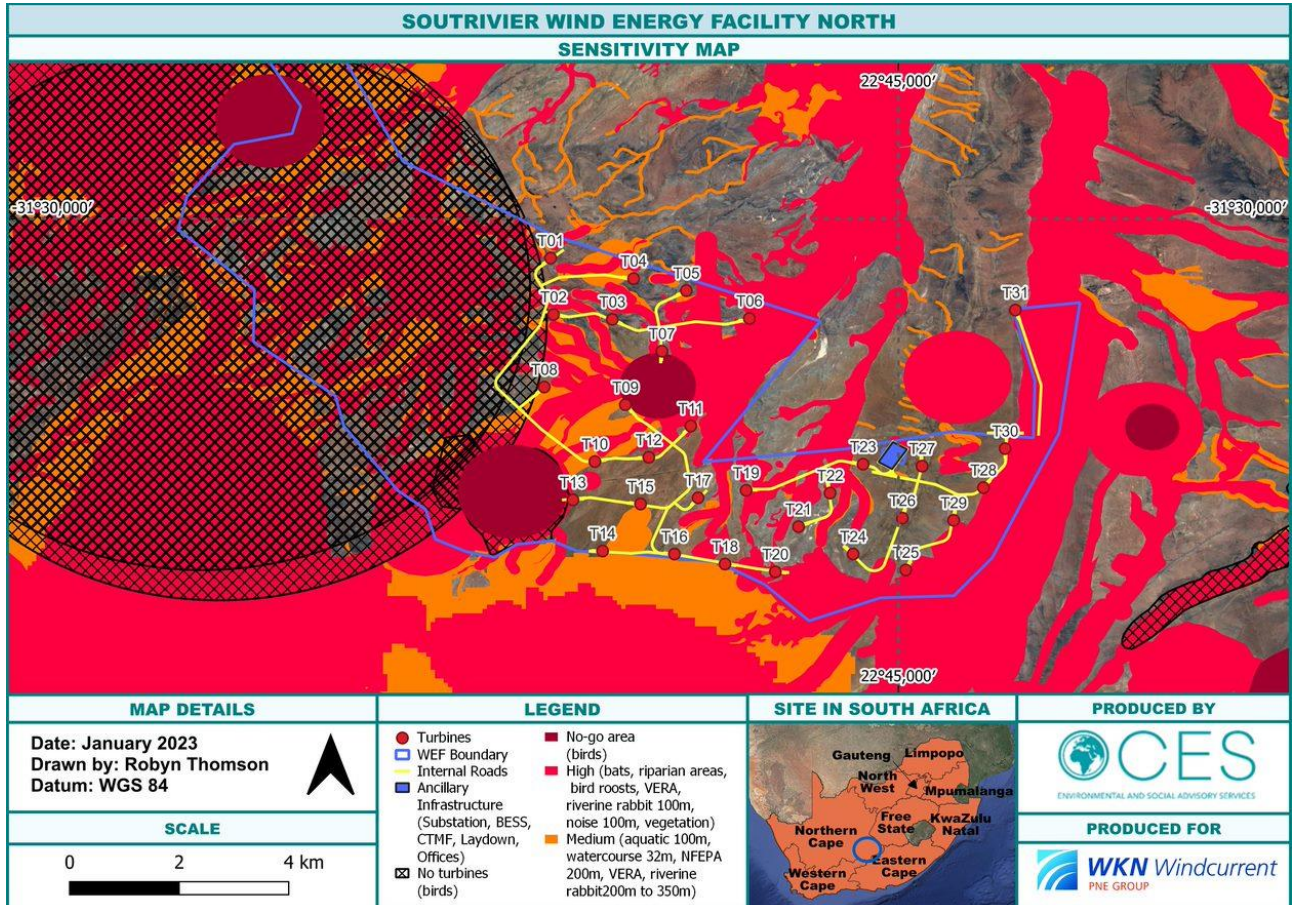 SOUTRIVIER WIND ENERGY FACILITY NORTH
SENSITIVITY MAP
22°45,000′
-31°30,000′
-31°30,000′
T01
T04
T05
T02
T03
T06
T31
T07
T08
T09
T11
T10
T12
T23
T27
T30
T13
T15
T17
T19
T22
T28
T21
T26
T29
T14
T16
T24
T18
T20
T25
22°45,000′
MAP DETAILS
Date: January 2023
Drawn by: Robyn Thomson
Datum: WGS 84
SCALE
0 2 4 km
LEGEND
Turbines
WEF Boundary
Internal Roads
Ancillary
Infrastructure
(Substation, BESS,
CTMF, Laydown,
Offices)
No turbines
(birds)
No-go area
(birds)
High (bats, riparian areas,
bird roosts, VERA,
riverine rabbit 100m,
noise 100m, vegetation)
Medium (aquatic 100m,
watercourse 32m, NFEPA
200m, VERA, riverine
rabbit200m to 350m)
SITE IN SOUTH AFRICA
Gauteng
Limpopo
North
West
Mpumalanga
Free
State
KwaZulu
Natal
Northern
Cape
Eastern
Cape
Western
Cape
PRODUCED BY
CES
ENVIRONMENTAL AND SOCIAL ADVISORY SERVICES
PRODUCED FOR
WKN Windcurrent
PNE GROUP